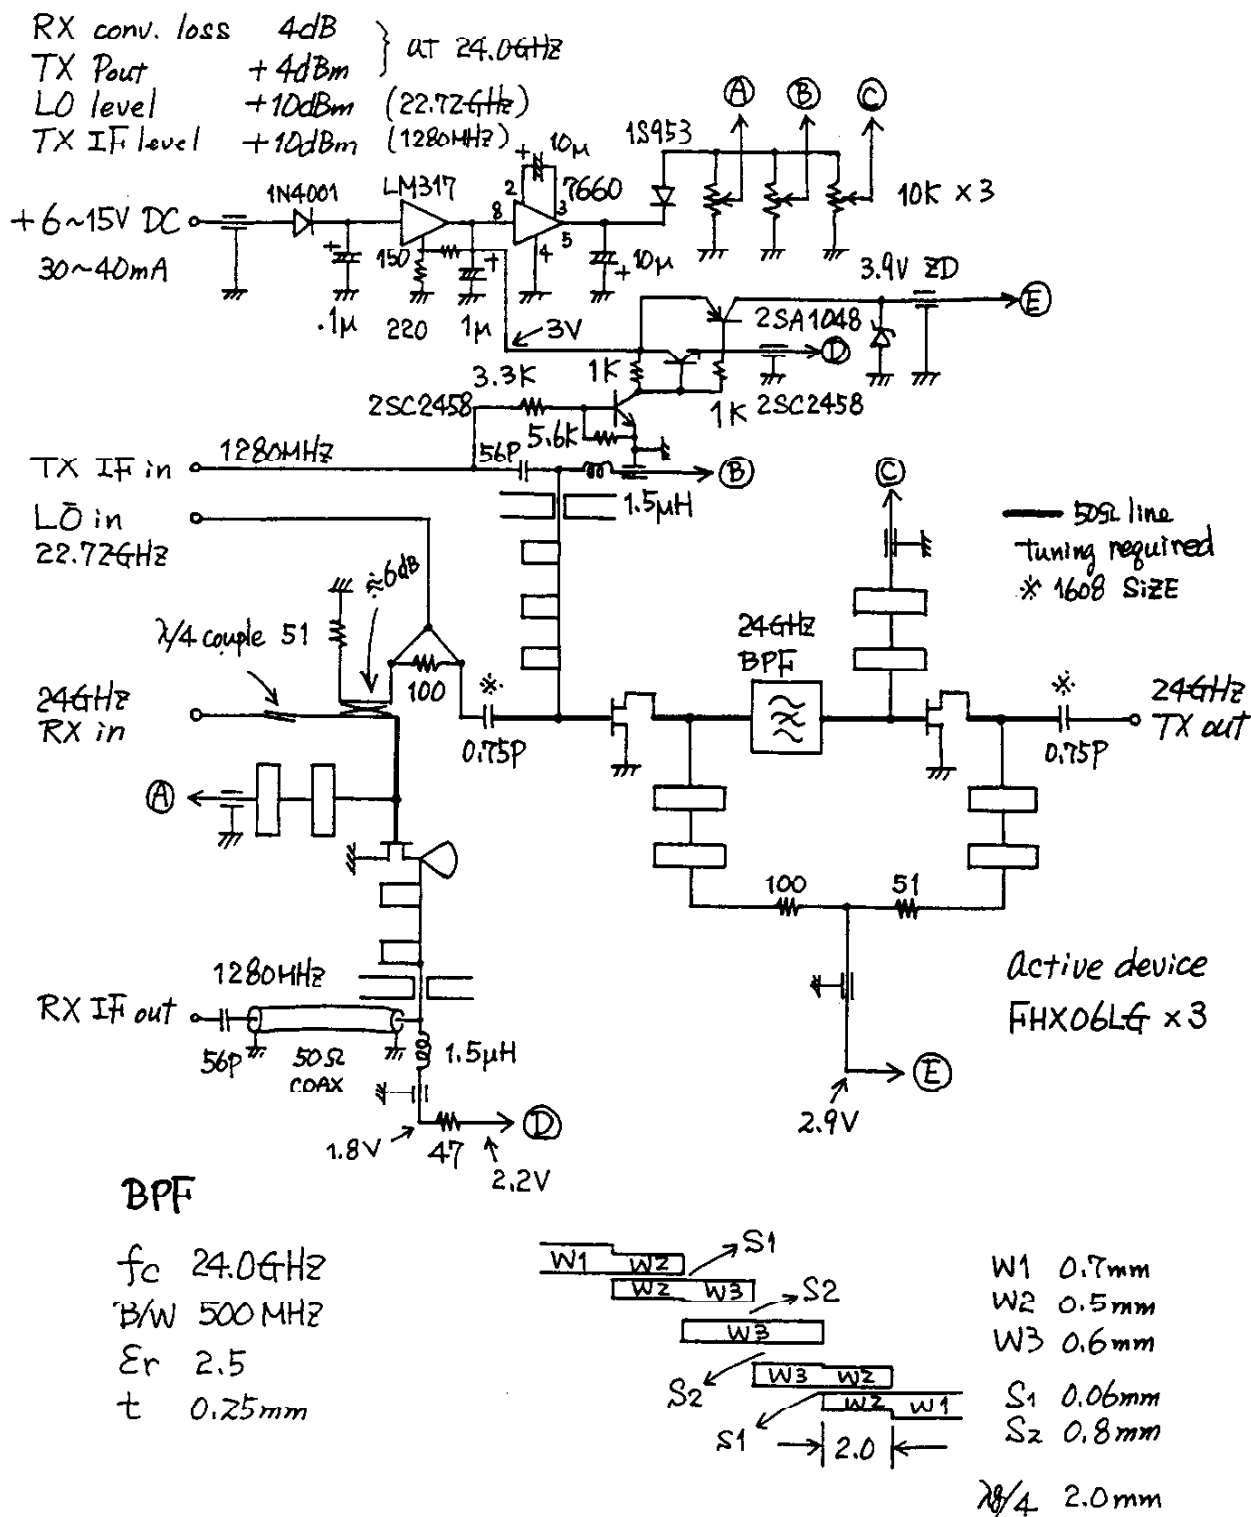 RX conv. loss 4dB
TX Pout +4dBm
at 24.0GHz
LO level +10dBm (22.72GHz)
TX IF level +10dBm (1280MHz)
A B C
1S953
10μ
1N4001 LM317 2 7660
+6~15V DC
8 3 5 4
10K x 3
30~40mA
150
10μ
3.9V ZD
.1μ 220 1μ
3V
2SA1048
E
D
3.3K 1K
2SC2458
1K 2SC2458
5.6K
1280MHz
56P
TX IF in
B
1.5μH
C
LO in
22.72GHz
50Ω line
tuning required
※ 1608 SIZE
≒6dB
λ/4 couple 51
24GHz
BPF
100
※
※
24GHz
RX in
0.75P
0.75P
24GHz
TX out
A
100 51
1280MHz
Active device
FHX06LG x3
RX IF out
56P 50Ω
COAX
1.5μH
E
2.9V
D
1.8V 47 2.2V
BPF
fc 24.0GHz
B/W 500MHz
εr 2.5
t 0.25mm
W1 W2 S1
W2 W3
S2
W3
S2
W3 W2
W2 W1
S1
2.0
W1 0.7mm
W2 0.5mm
W3 0.6mm
S1 0.06mm
S2 0.8mm
λg/4 2.0mm